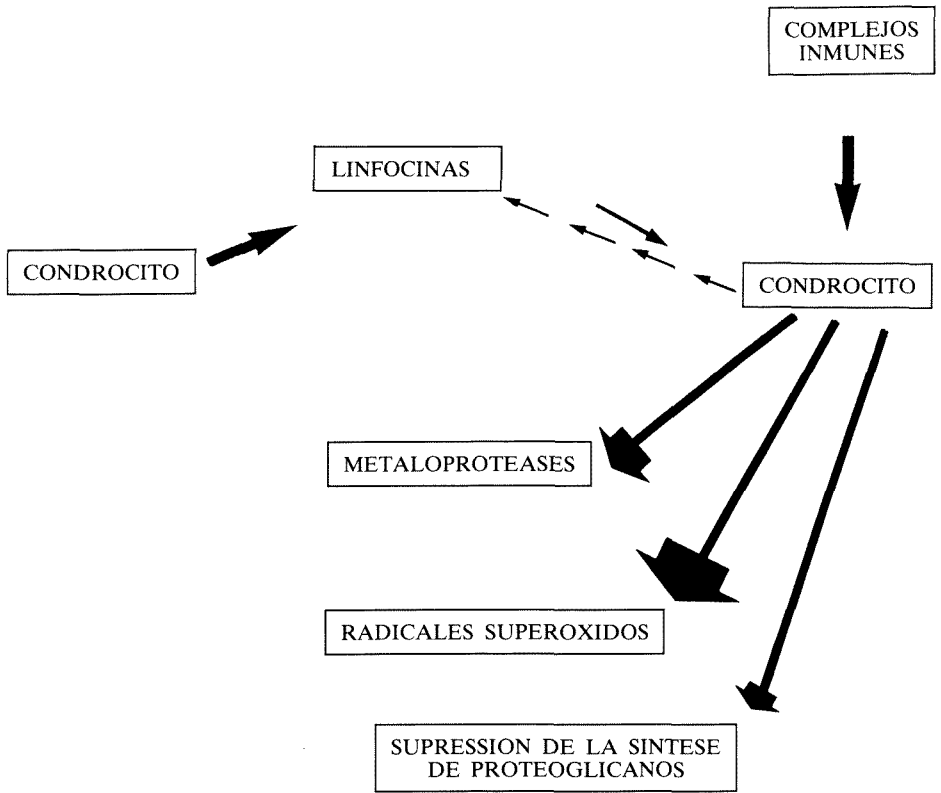 COMPLEJOS
INMUNES
LINFOCINAS
CONDROCITO
CONDROCITO
METALOPROTEASES
RADICALES SUPEROXIDOS
SUPRESSION DE LA SINTESE
DE PROTEOGLICANOS